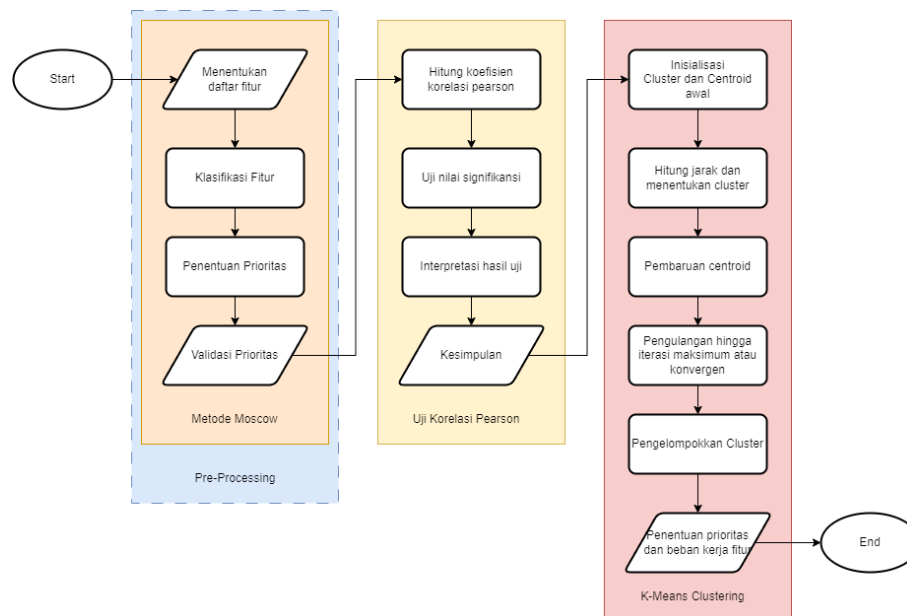 Start
Menentukan
daftar fitur
Klasifikasi Fitur
Penentuan Prioritas
Validasi Prioritas
Metode Moscow
Pre-Processing
Hitung koefisien
korelasi pearson
Uji nilai signifikansi
Interpretasi hasil uji
Kesimpulan
Uji Korelasi Pearson
Inisialisasi
Cluster dan Centroid
awal
Hitung jarak dan
menentukan cluster
Pembaruan centroid
Pengulangan hingga
iterasi maksimum atau
konvergen
Pengelompokkan Cluster
Penentuan prioritas
dan beban kerja fitur
K-Means Clustering
End